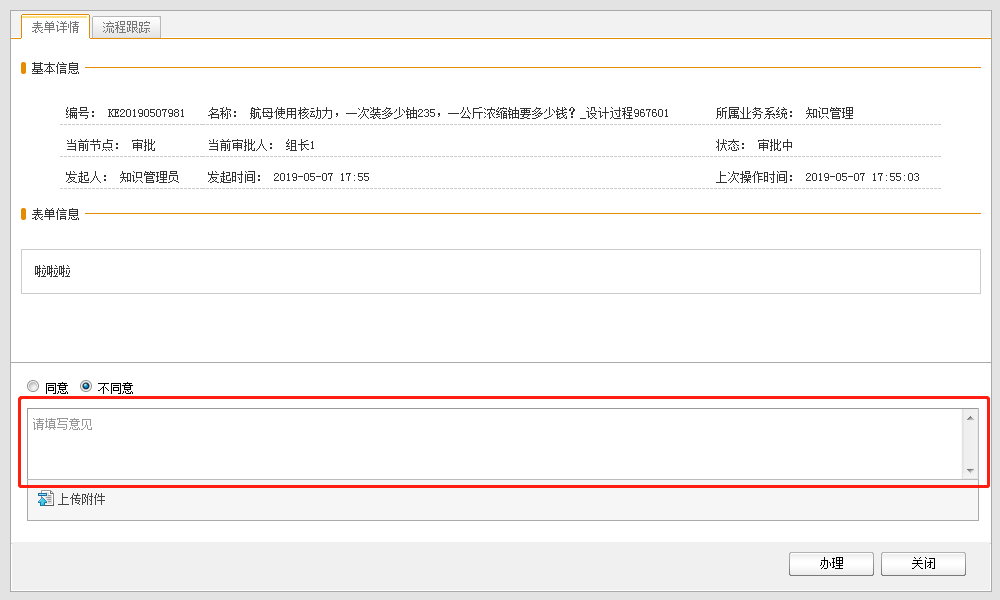 表单详情 流程跟踪
基本信息
编号： KE20190507981 名称： 航母使用核动力，一次装多少铀235，一公斤浓缩铀要多少钱？_设计过程967601 所属业务系统： 知识管理
当前节点： 审批 当前审批人： 组长1 状态： 审批中
发起人： 知识管理员 发起时间： 2019-05-07 17:55 上次操作时间： 2019-05-07 17:55:03
表单信息
啦啦啦
同意 不同意
请填写意见
上传附件
办理 关闭